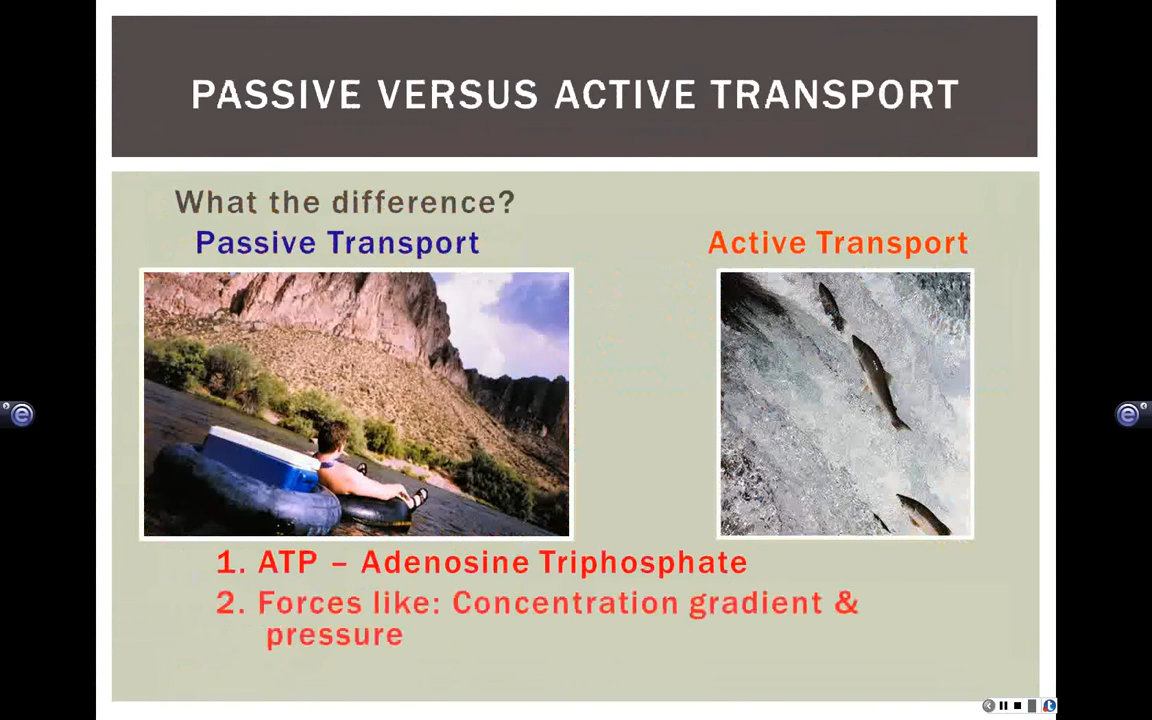 PASSIVE VERSUS ACTIVE TRANSPORT
What the difference?
Passive Transport
Active Transport
1. ATP – Adenosine Triphosphate
2. Forces like: Concentration gradient &
pressure